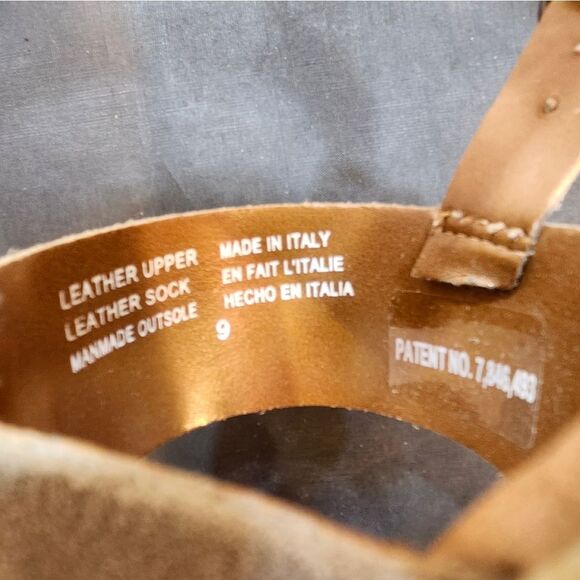 LEATHER UPPER
LEATHER SOCK
MANMADE OUTSOLE
MADE IN ITALY
EN FAIT L'ITALIE
HECHO EN ITALIA
9
PATENT NO. 7,846,493